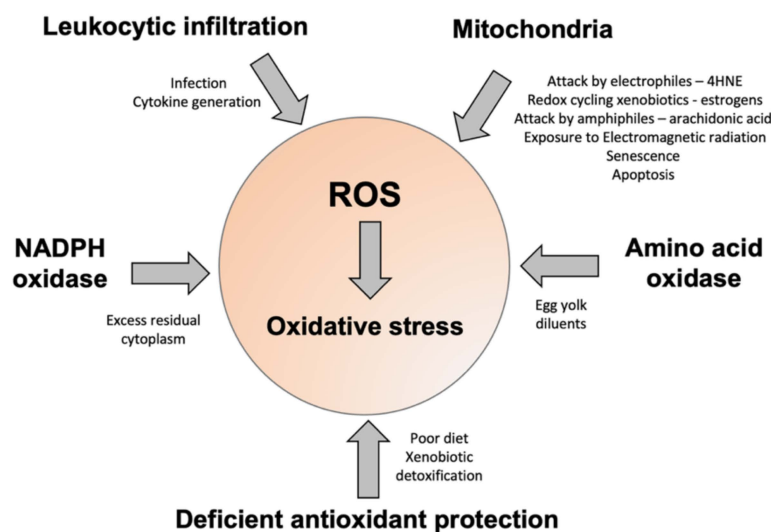 Leukocytic infiltration
Infection
Cytokine generation
Mitochondria
Attack by electrophiles – 4HNE
Redox cycling xenobiotics - estrogens
Attack by amphiphiles – arachidonic acid
Exposure to Electromagnetic radiation
Senescence
Apoptosis
ROS
Oxidative stress
NADPH
oxidase
Excess residual
cytoplasm
Amino acid
oxidase
Egg yolk
diluents
Poor diet
Xenobiotic
detoxification
Deficient antioxidant protection